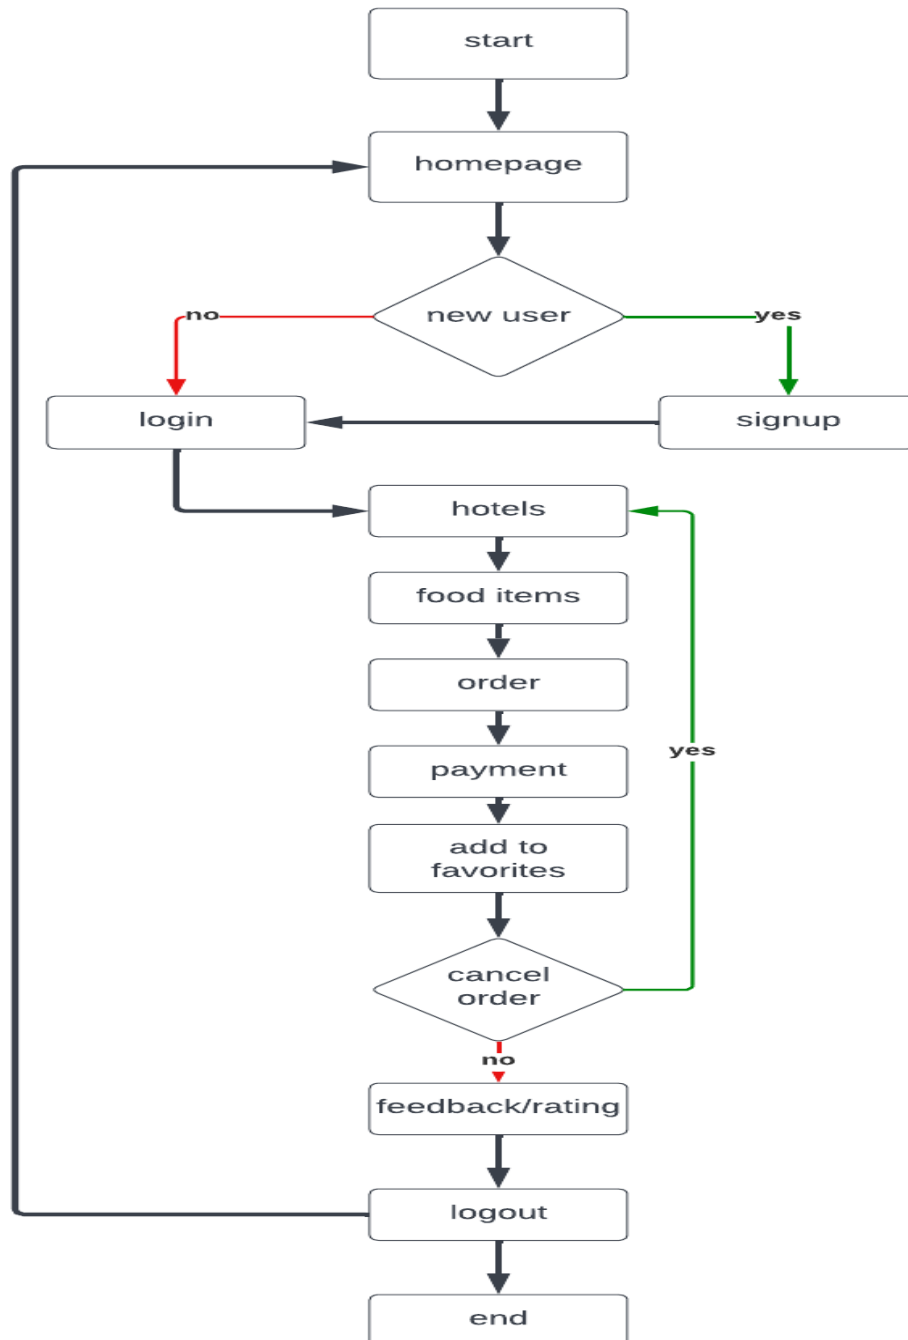 start
homepage
new user
no
yes
login
signup
hotels
food items
order
payment
yes
add to
favorites
cancel
order
no
feedback/rating
logout
end